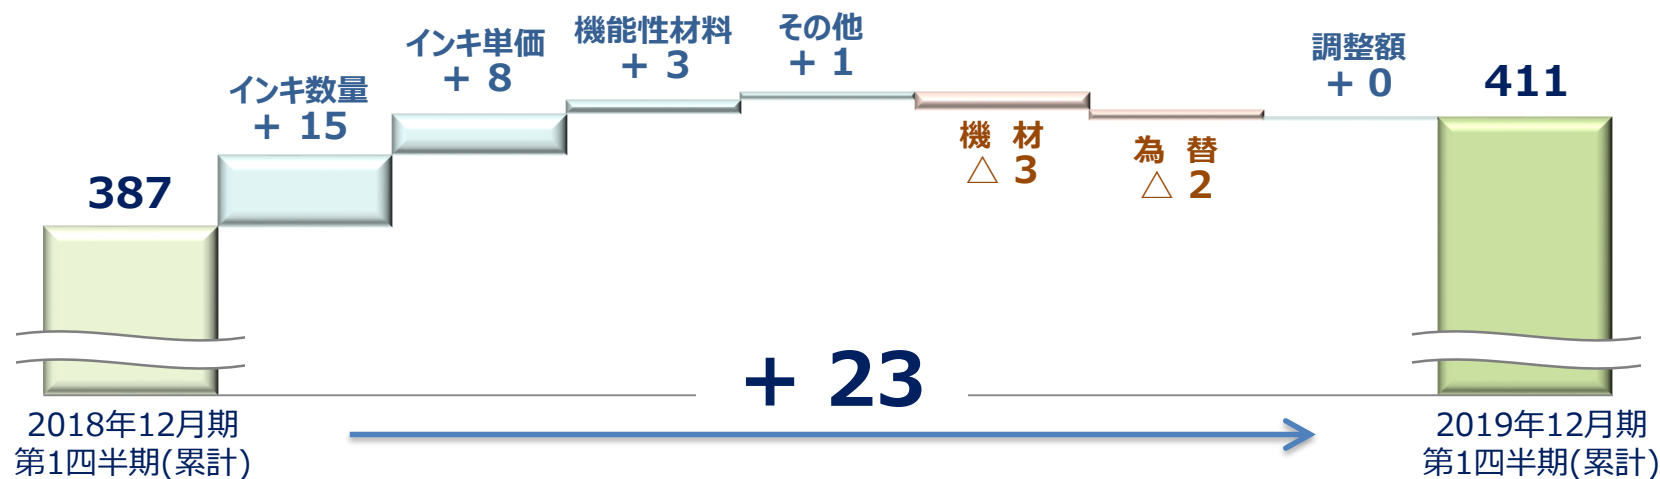 387
インキ数量
+ 15
インキ単価
+ 8
機能性材料
+ 3
その他
+ 1
機 材
△ 3
為 替
△ 2
調整額
+ 0
411
+ 23
2018年12月期
第1四半期(累計)
2019年12月期
第1四半期(累計)